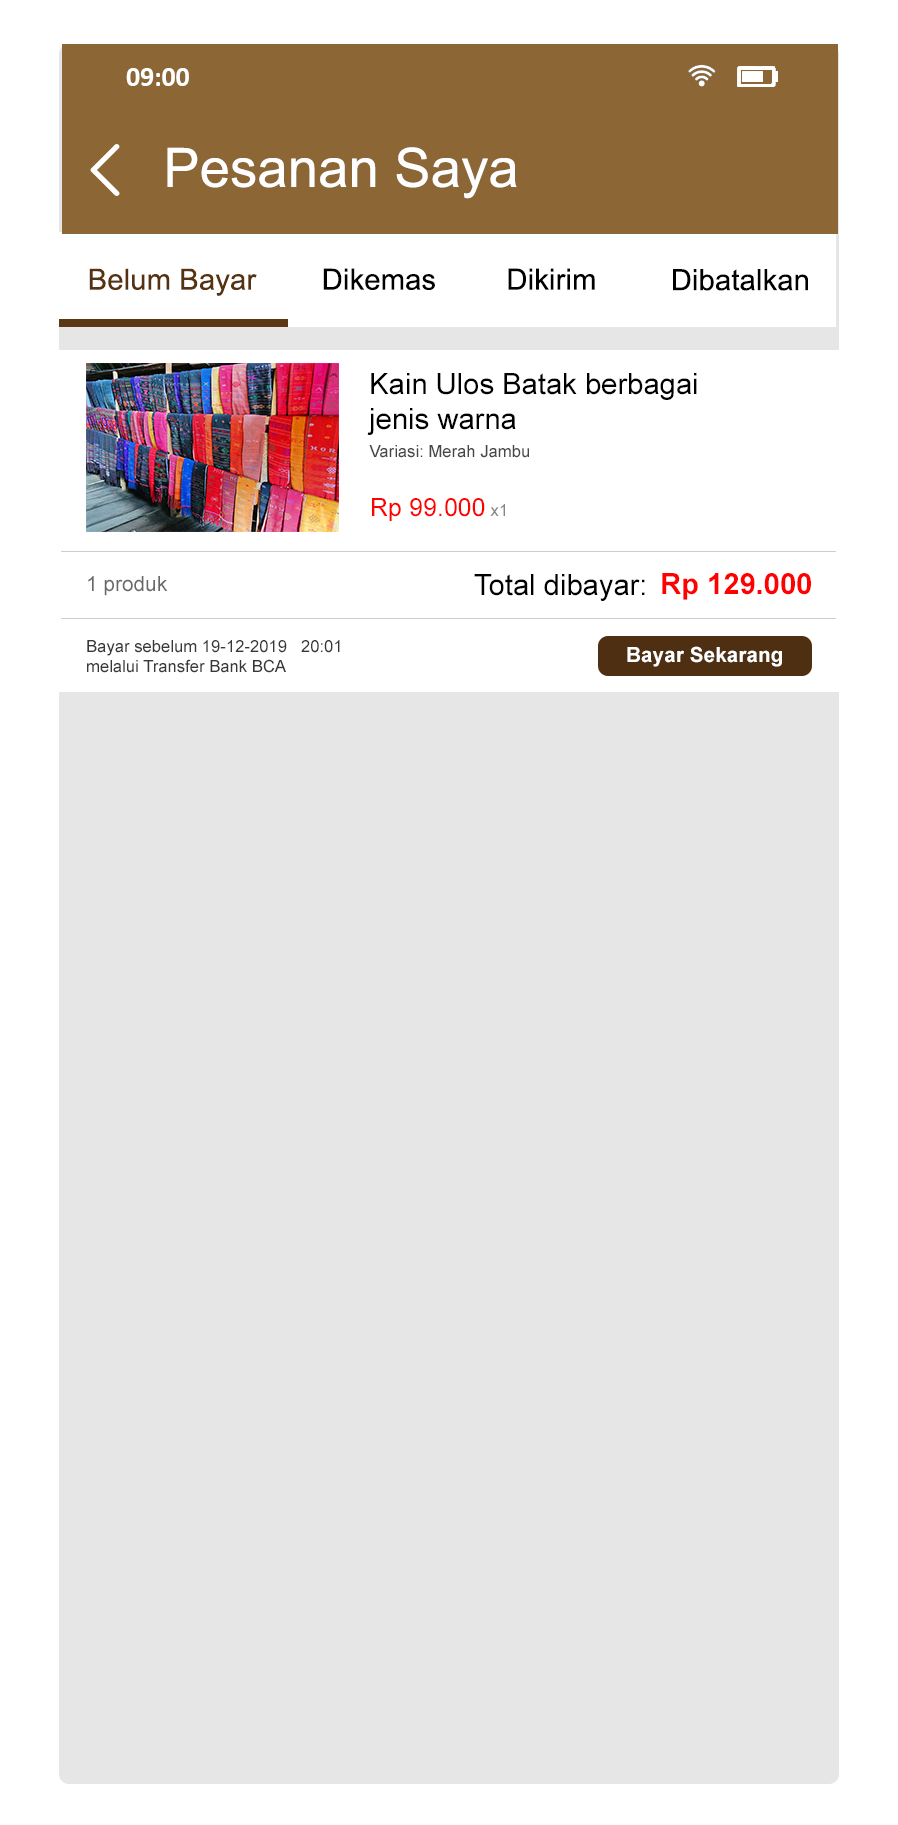 09:00
Pesanan Saya
Belum Bayar Dikemas Dikirim Dibatalkan
Kain Ulos Batak berbagai
jenis warna
Variasi: Merah Jambu
Rp 99.000 x1
1 produk Total dibayar: Rp 129.000
Bayar sebelum 19-12-2019 20:01
melalui Transfer Bank BCA
Bayar Sekarang